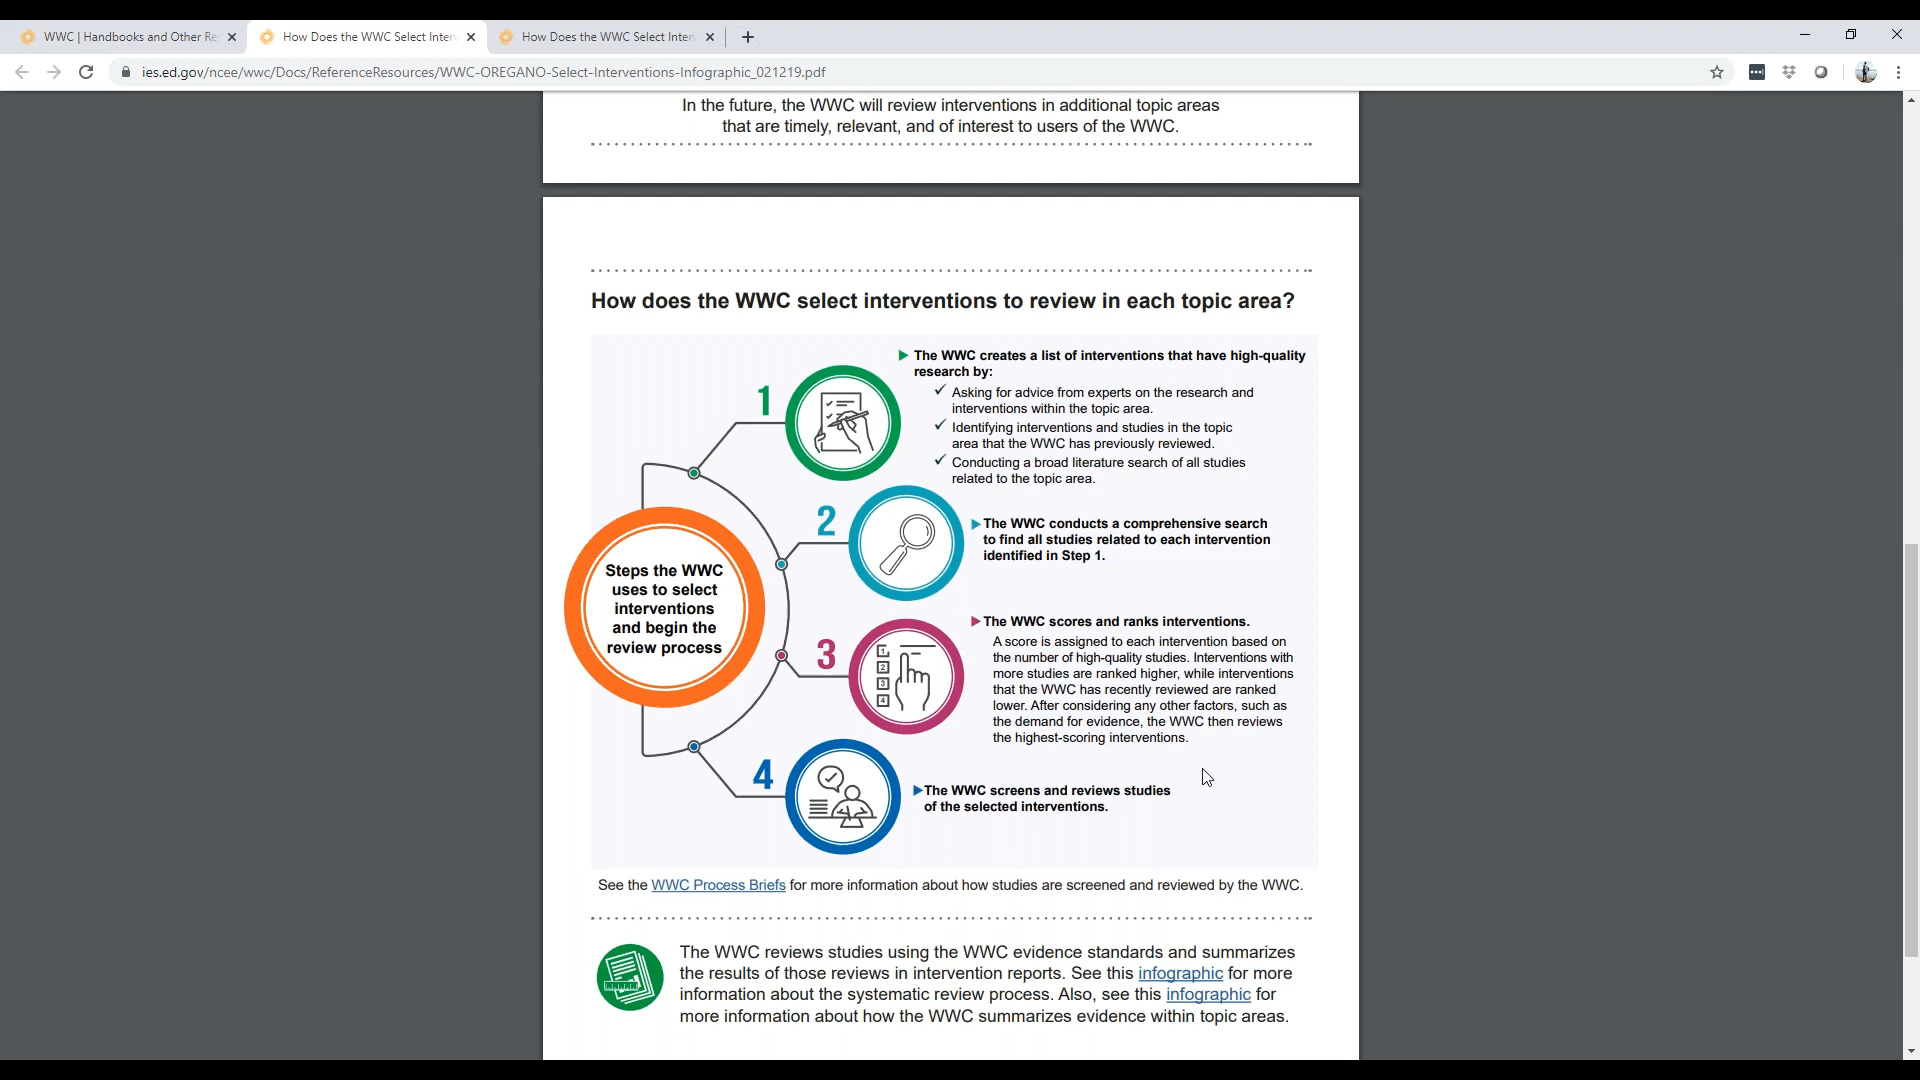 WWC | Handbooks and Other Re
How Does the WWC Select Inter
How Does the WWC Select Inter
ies.ed.gov/ncee/wwc/Docs/ReferenceResources/WWC-OREGANO-Select-Interventions-Infographic_021219.pdf
In the future, the WWC will review interventions in additional topic areas
that are timely, relevant, and of interest to users of the WWC.
How does the WWC select interventions to review in each topic area?
Steps the WWC
uses to select
interventions
and begin the
review process
1
The WWC creates a list of interventions that have high-quality
research by:
✓ Asking for advice from experts on the research and
interventions within the topic area.
✓ Identifying interventions and studies in the topic
area that the WWC has previously reviewed.
✓ Conducting a broad literature search of all studies
related to the topic area.
2
The WWC conducts a comprehensive search
to find all studies related to each intervention
identified in Step 1.
3
1
2
3
4
The WWC scores and ranks interventions.
A score is assigned to each intervention based on
the number of high-quality studies. Interventions with
more studies are ranked higher, while interventions
that the WWC has recently reviewed are ranked
lower. After considering any other factors, such as
the demand for evidence, the WWC then reviews
the highest-scoring interventions.
4
The WWC screens and reviews studies
of the selected interventions.
See the WWC Process Briefs for more information about how studies are screened and reviewed by the WWC.
The WWC reviews studies using the WWC evidence standards and summarizes
the results of those reviews in intervention reports. See this infographic for more
information about the systematic review process. Also, see this infographic for
more information about how the WWC summarizes evidence within topic areas.